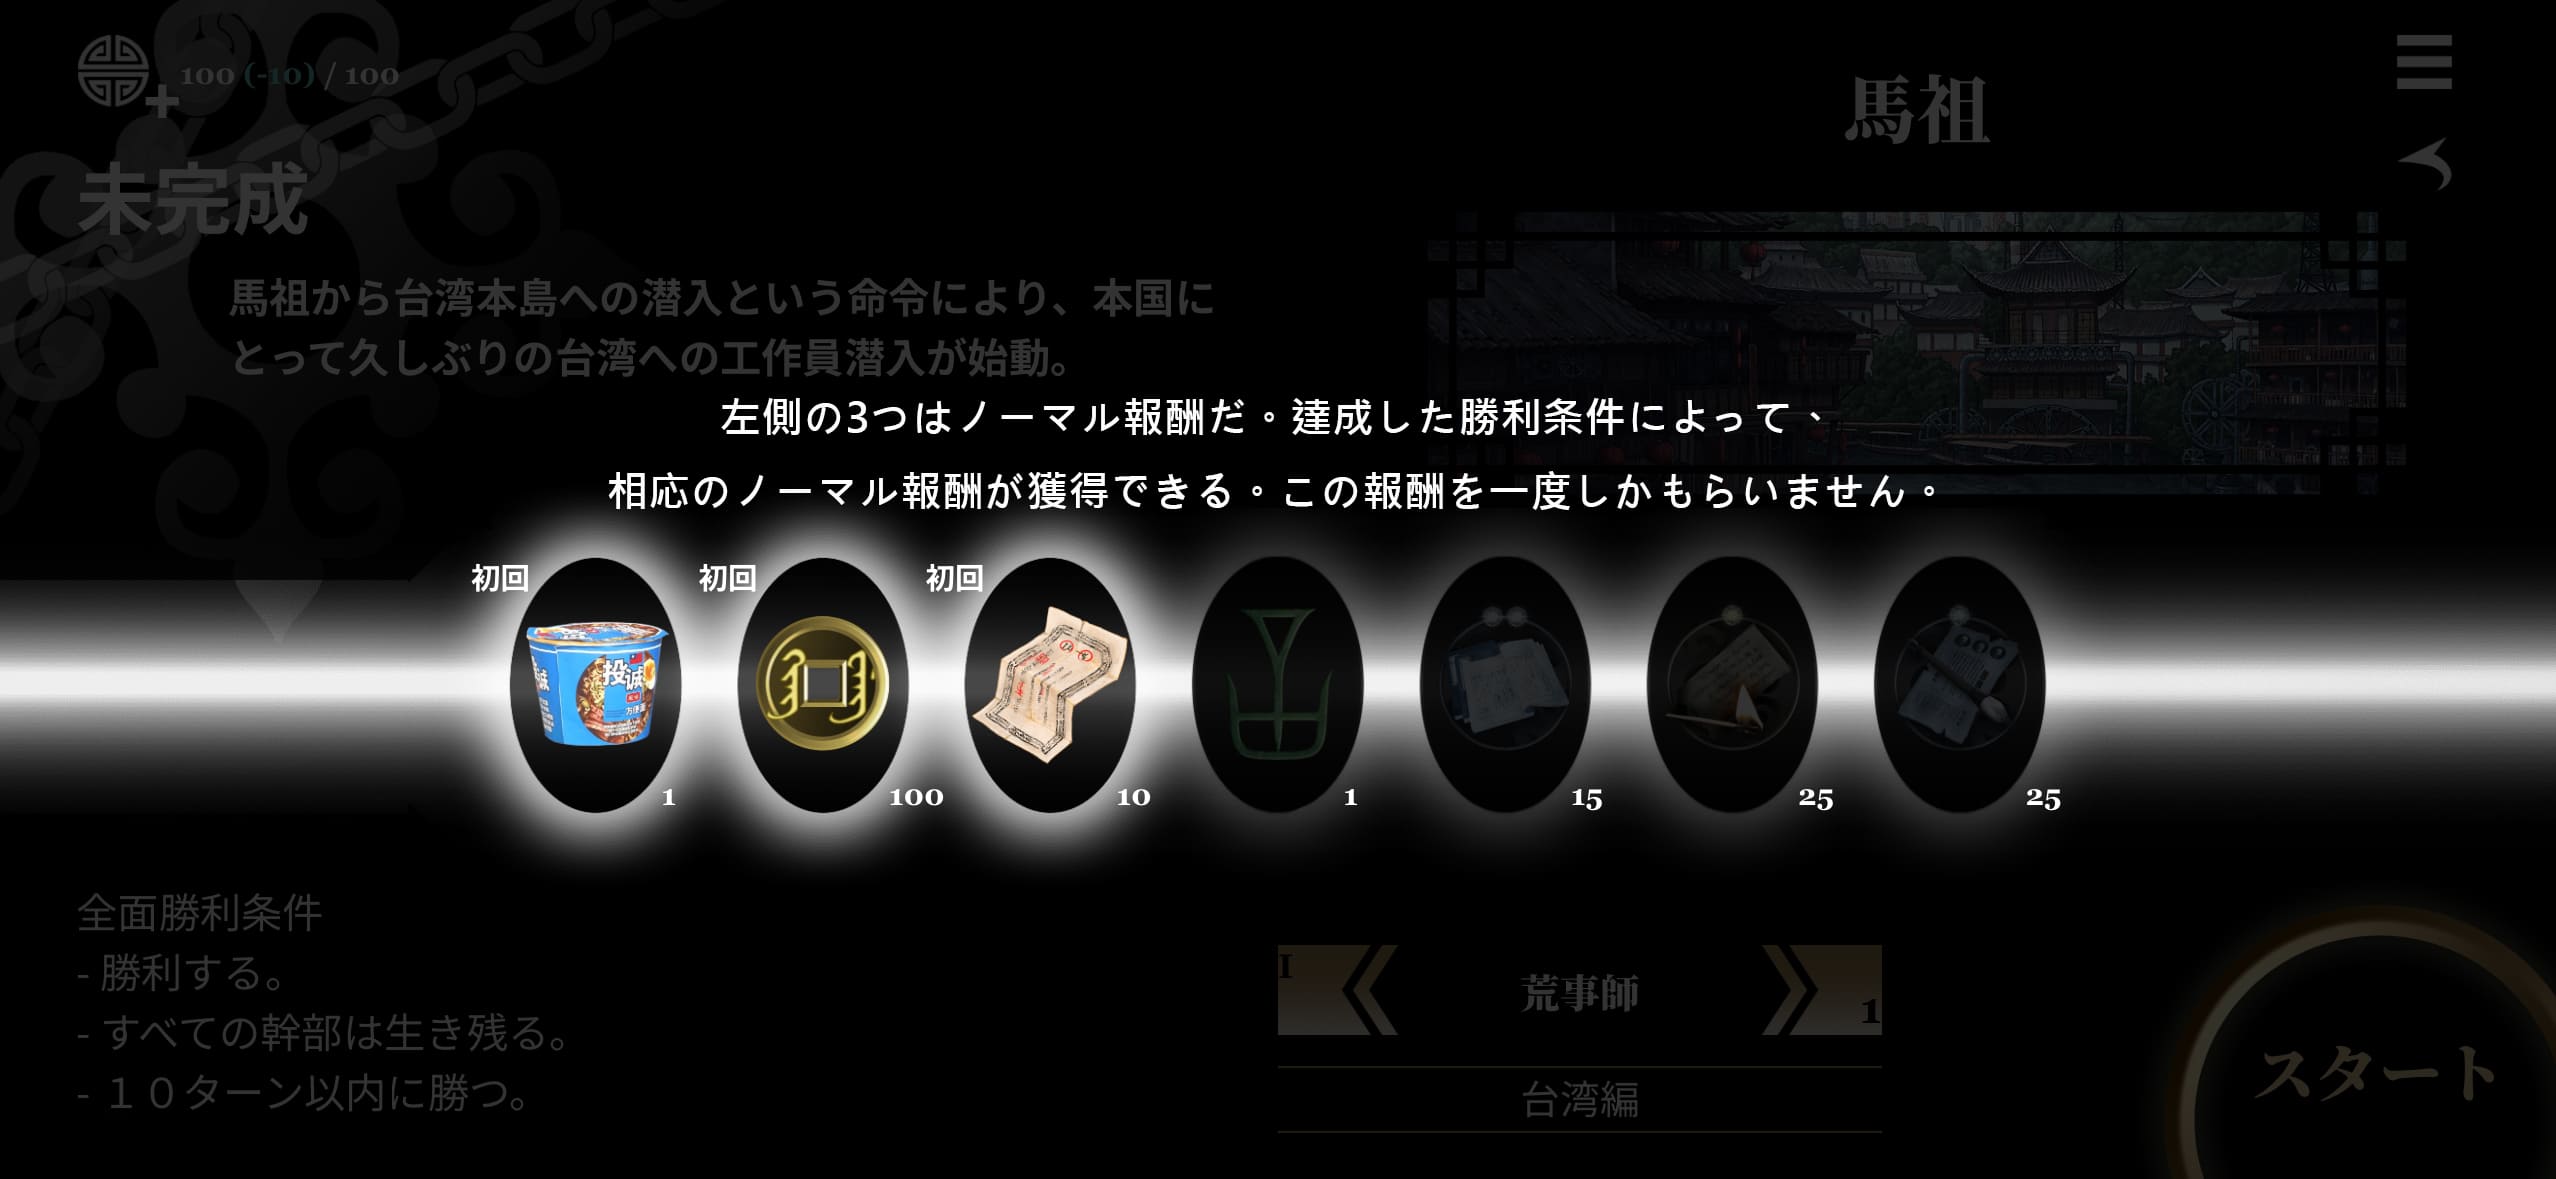 100 (-10) / 100
馬祖
未完成
馬祖から台湾本島への潜入という命令により、本国に
とって久しぶりの台湾への工作員潜入が始動。
左側の3つはノーマル報酬だ。達成した勝利条件によって、
相応のノーマル報酬が獲得できる。この報酬を一度しかもらいません。
初回
初回
初回
投誠
方便麵
1
100
10
1
15
25
25
全面勝利条件
- 勝利する。
- すべての幹部は生き残る。
- １０ターン以内に勝つ。
I
荒事師
1
台湾編
スタート